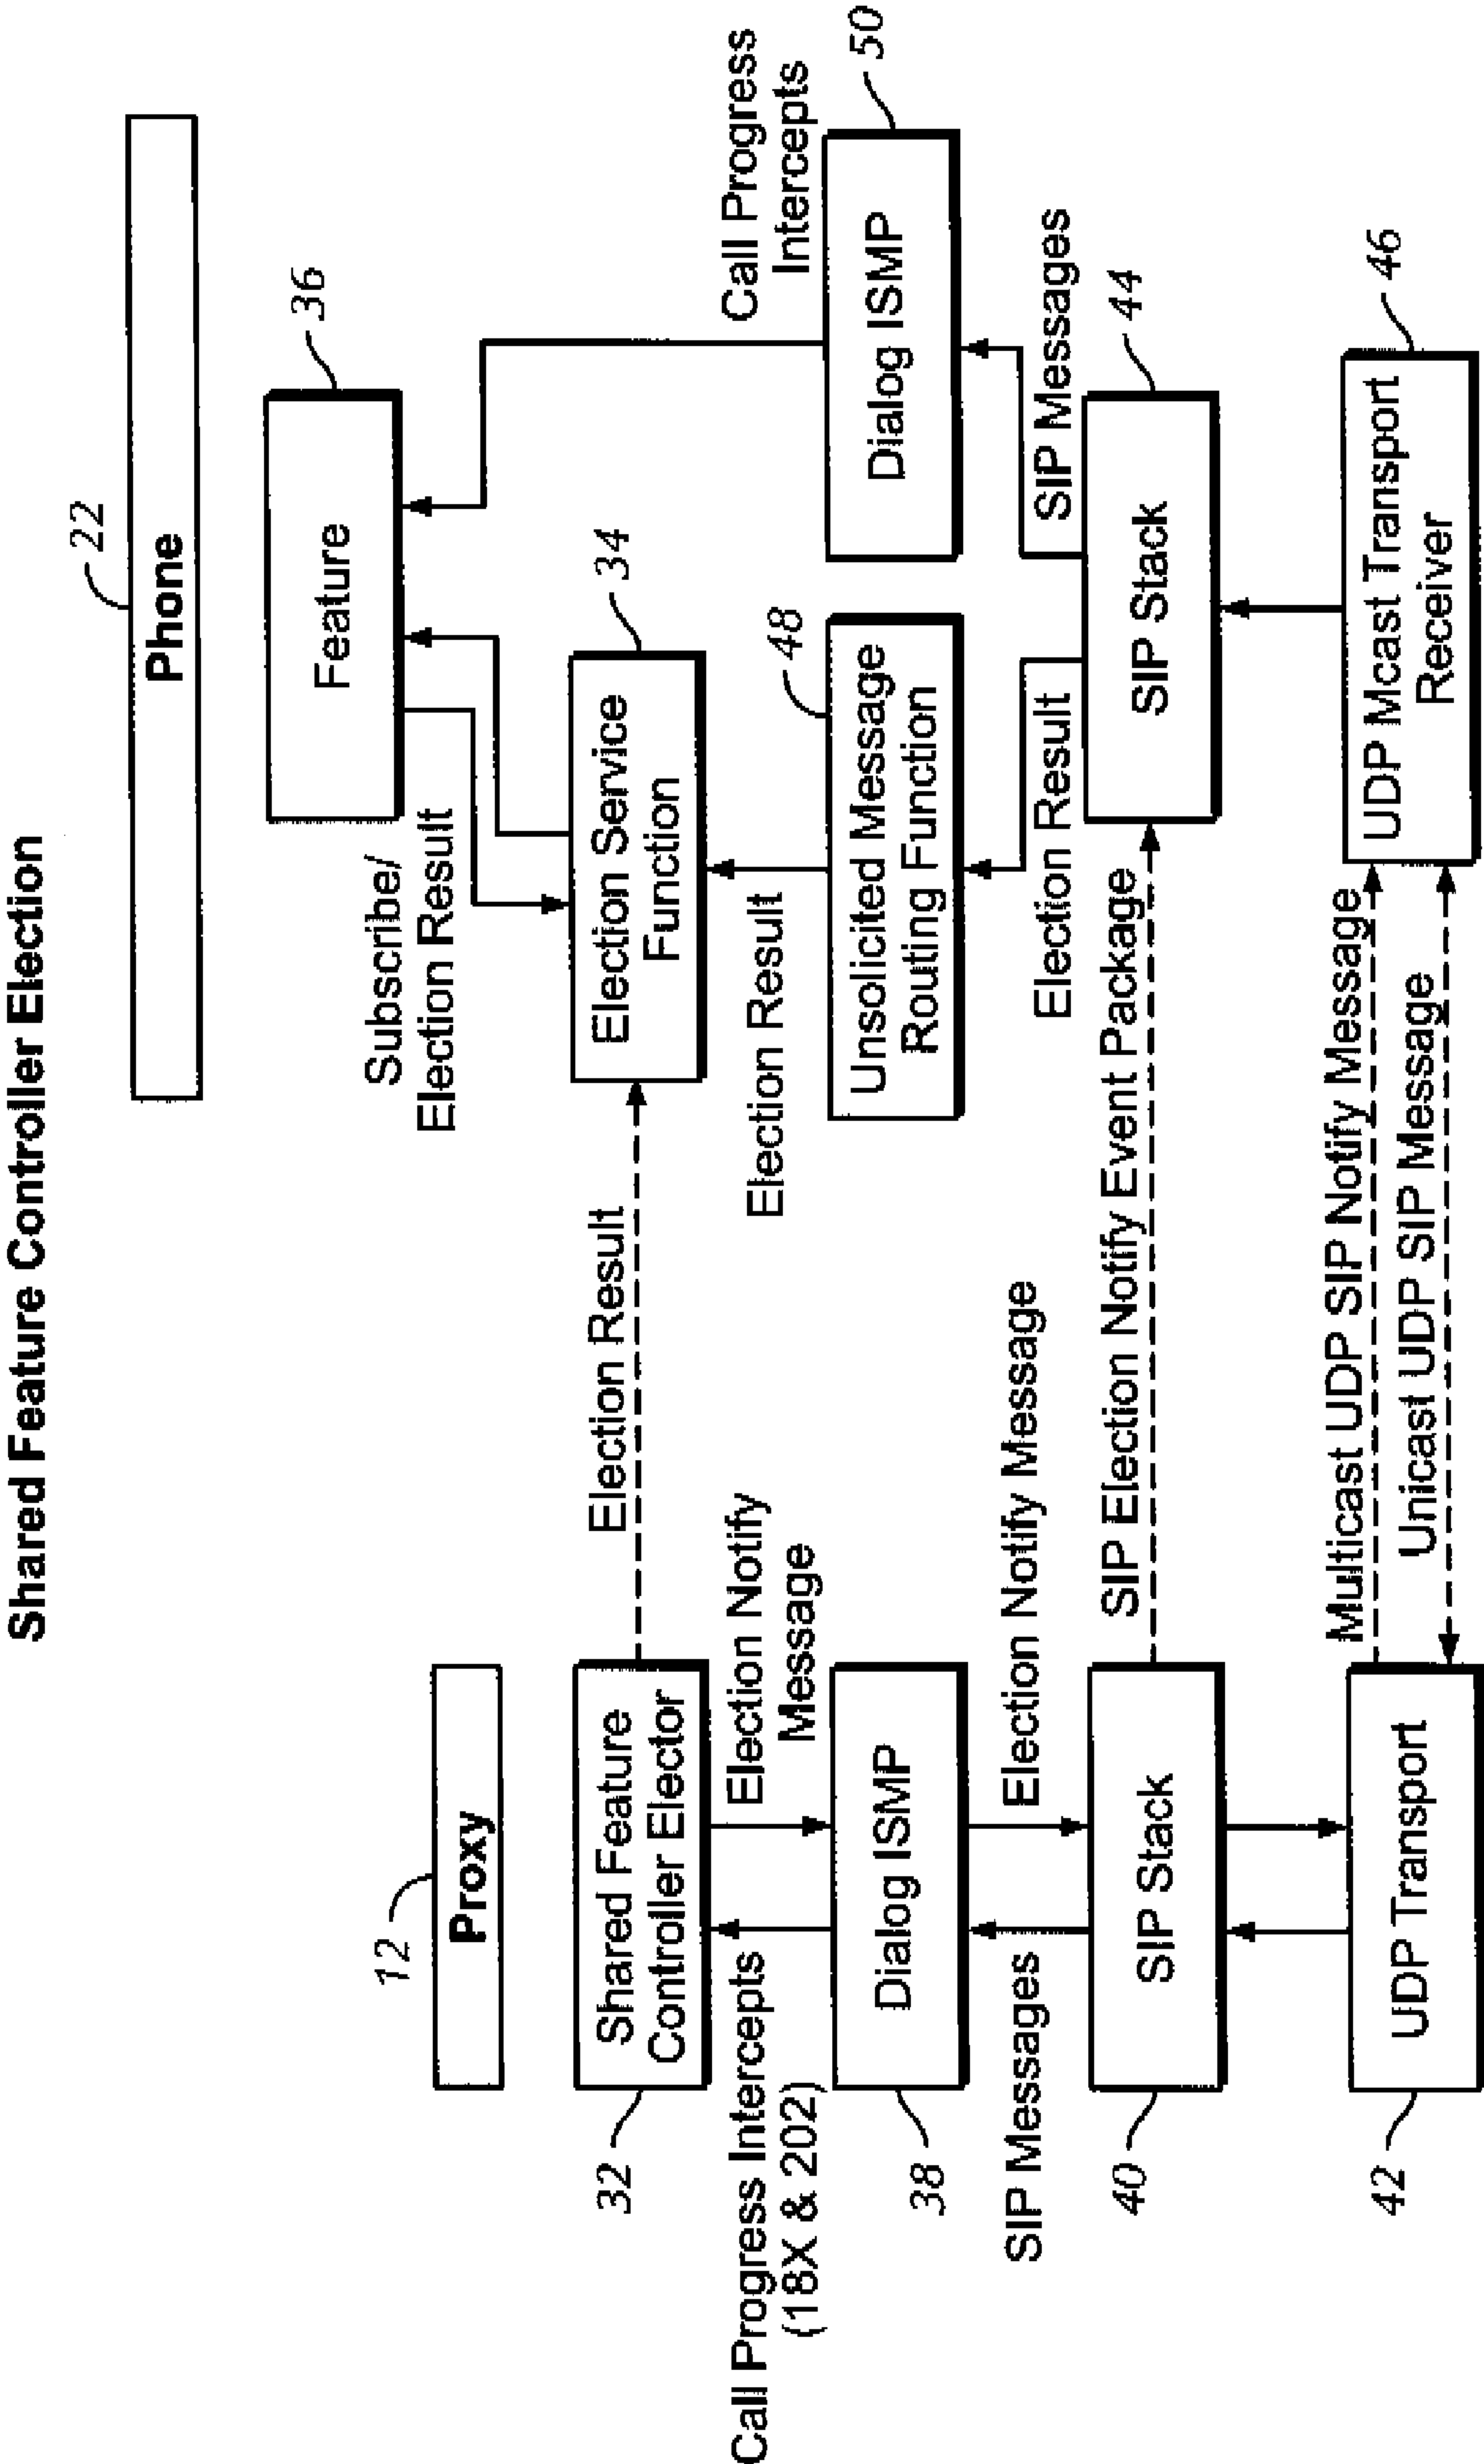 Shared Feature Controller Election
12
Proxy
22
Phone
32
Shared Feature
Controller Elector
Election Result
Call Progress Intercepts
(18X & 202)
Election Notify
Message
38
Dialog ISMP
SIP Messages
Election Notify Message
40
SIP Stack
SIP Election Notify Event Package
42
UDP Transport
Multicast UDP SIP Notify Message
Unicast UDP SIP Message
36
Feature
Subscribe/
Election Result
34
Election Service
Function
Election Result
48
Unsolicited Message
Routing Function
Call Progress
Intercepts
50
Dialog ISMP
Election Result
SIP Messages
44
SIP Stack
46
UDP Mcast Transport
Receiver